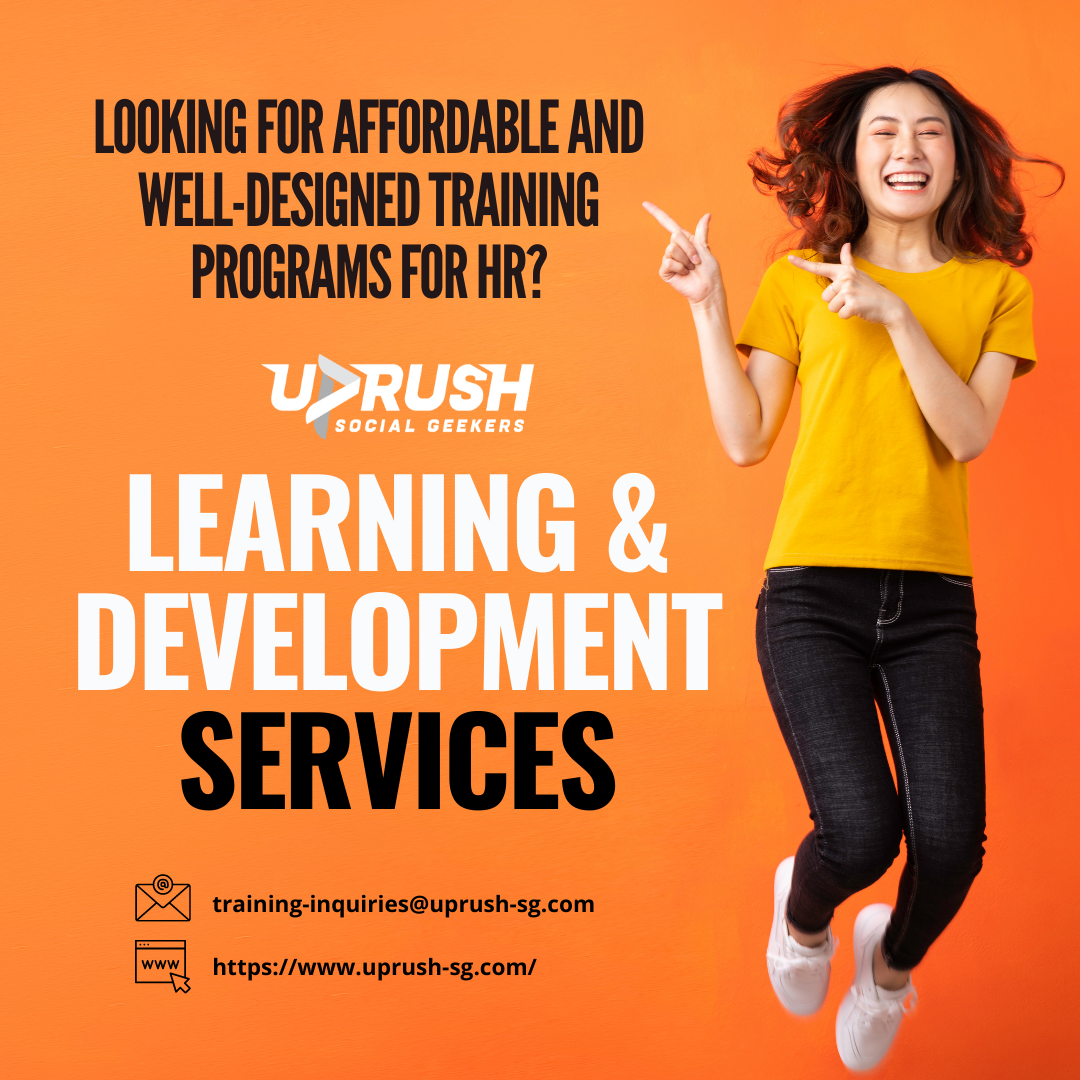 LOOKING FOR AFFORDABLE AND
WELL-DESIGNED TRAINING
PROGRAMS FOR HR?
UPRUSH
SOCIAL GEEKERS
LEARNING &
DEVELOPMENT
SERVICES
@
training-inquiries@uprush-sg.com
www
https://www.uprush-sg.com/